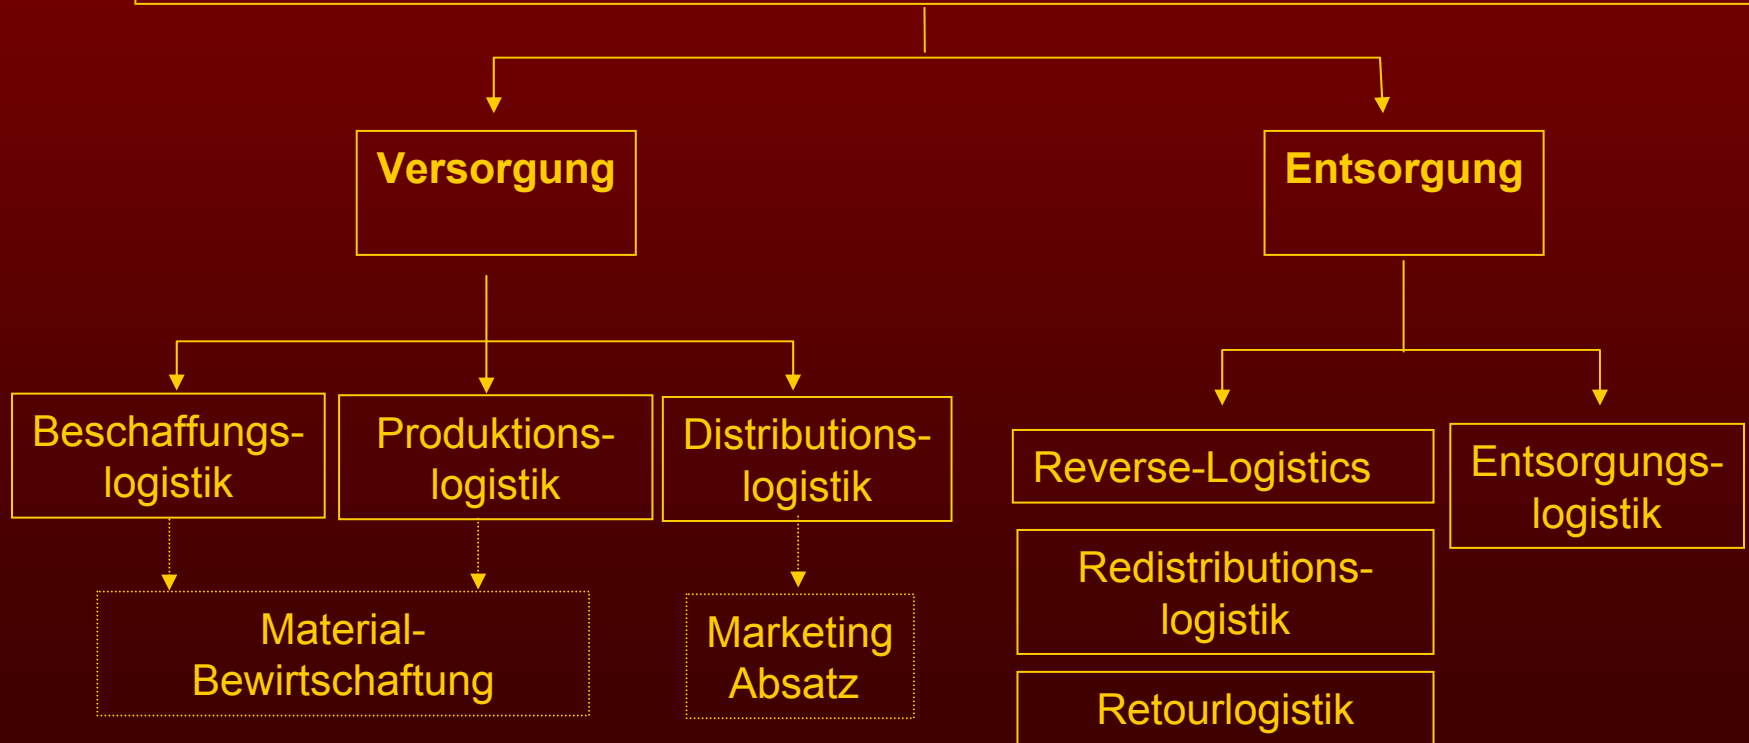 Versorgung
Entsorgung
Beschaffungs-
logistik
Produktions-
logistik
Distributions-
logistik
Reverse-Logistics
Entsorgungs-
logistik
Redistributions-
logistik
Material-
Bewirtschaftung
Marketing
Absatz
Retourlogistik